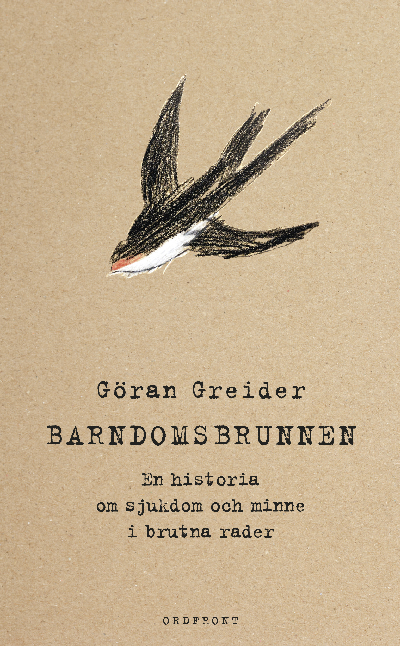 Göran Greider
BARNDOMSBRUNNEN
En historia
om sjukdom och minne
i brutna rader
ORDFRONT